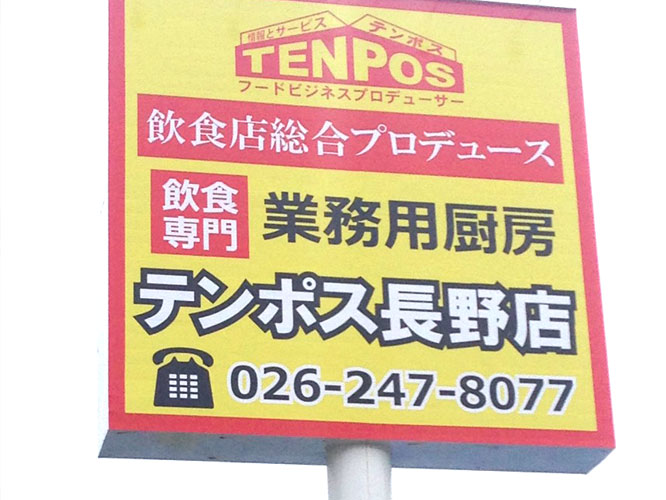 情報とサービス テンポス
TENPOS
フードビジネスプロデューサー
飲食店総合プロデュース
飲食専門 業務用厨房
テンポス長野店
026-247-8077